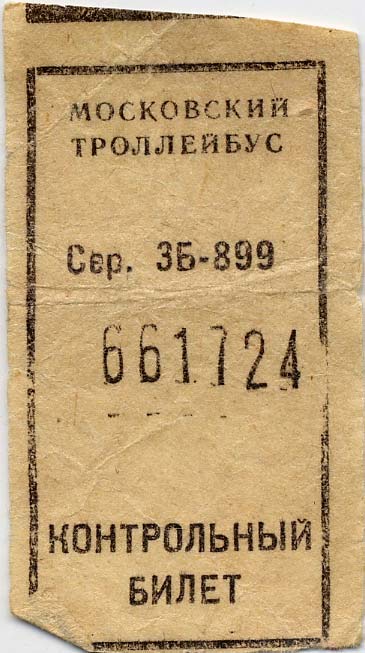 МОСКОВСКИЙ
ТРОЛЛЕЙБУС
Сер. ЗБ-899
661724
КОНТРОЛЬНЫЙ
БИЛЕТ